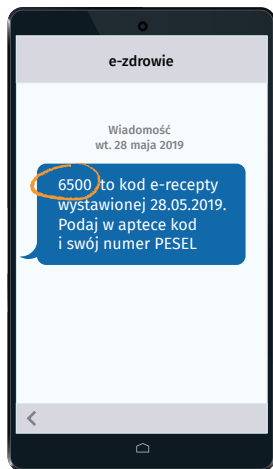 e-zdrowie
Wiadomość
wt. 28 maja 2019
6500 to kod e-recepty
wystawionej 28.05.2019.
Podaj w aptece kod
i swój numer PESEL